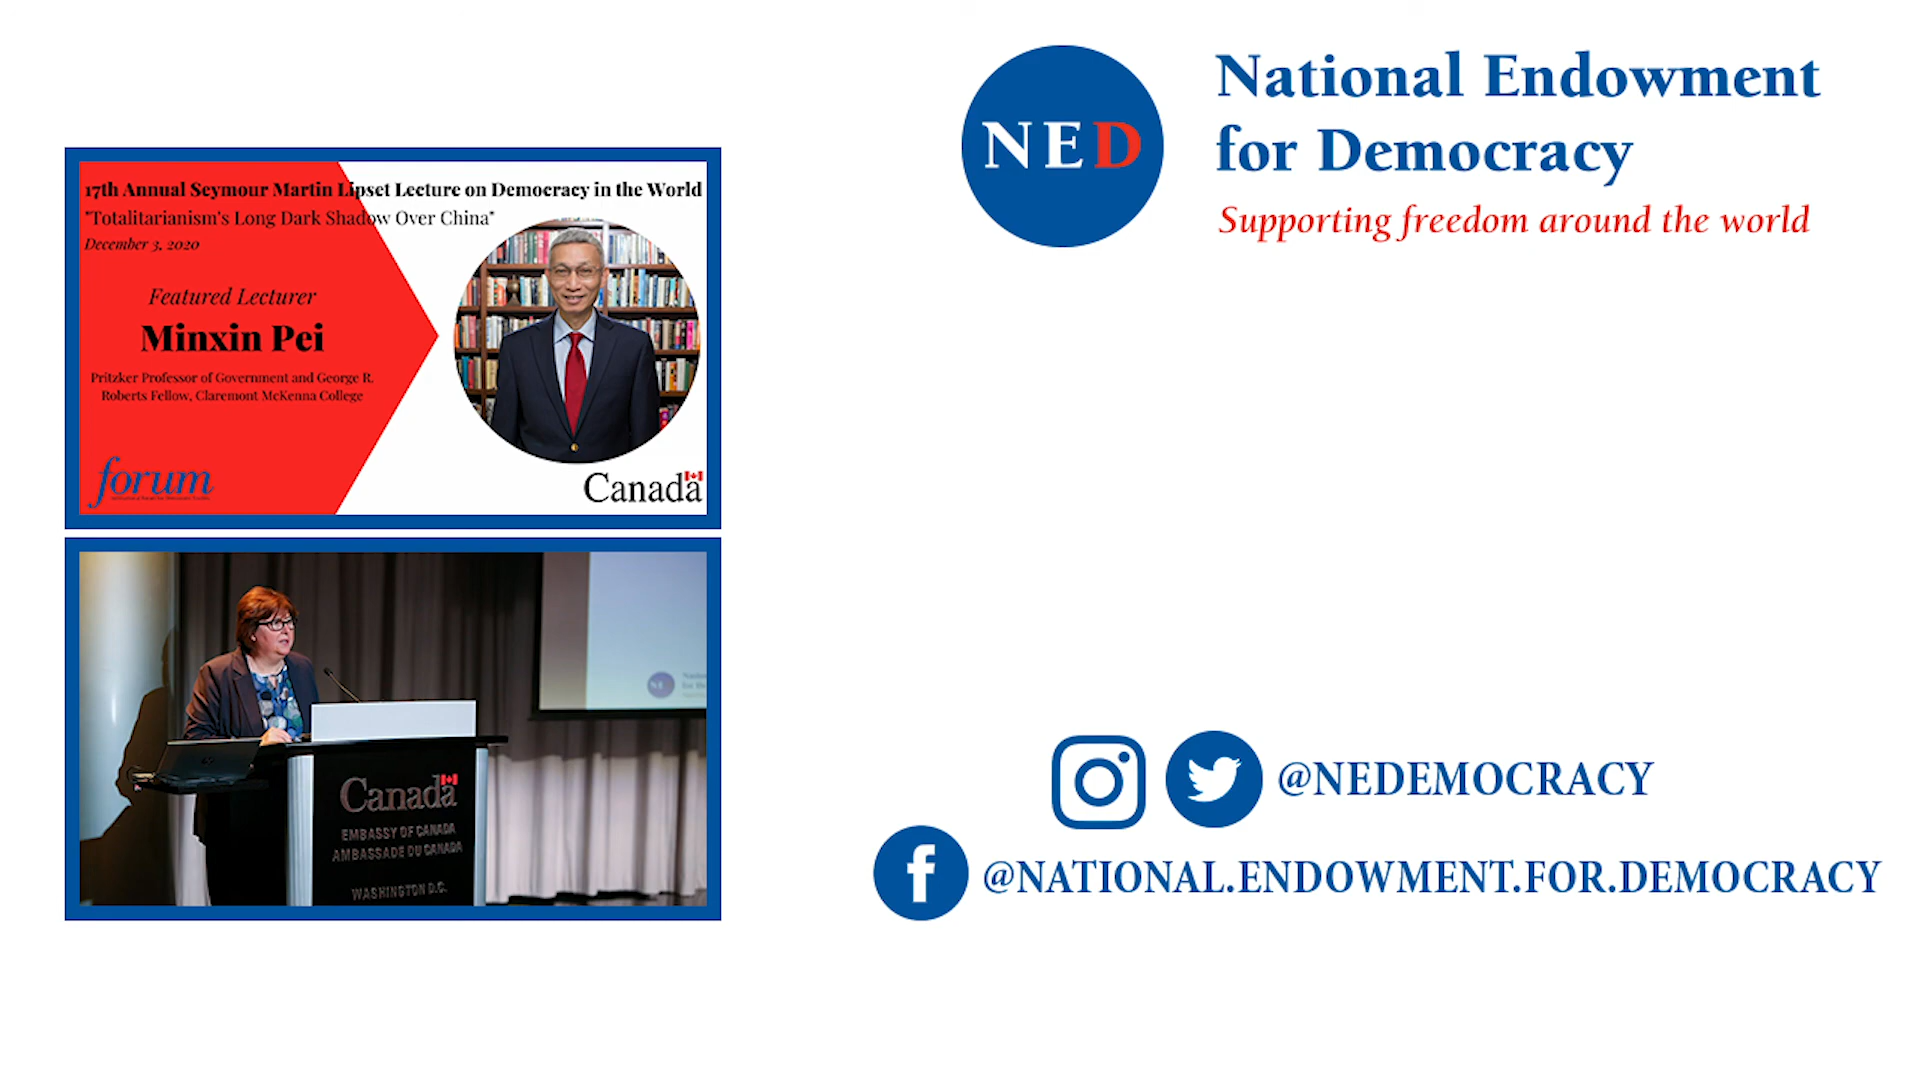 17th Annual Seymour Martin Lipset Lecture on Democracy in the World
"Totalitarianism's Long Dark Shadow Over China"
December 3, 2020
Featured Lecturer
Minxin Pei
Pritzker Professor of Government and George R.
Roberts Fellow, Claremont McKenna College
forum
Canada
Canada
EMBASSY OF CANADA
AMBASSADE DU CANADA
WASHINGTON D.C.
NED
National Endowment
for Democracy
Supporting freedom around the world
@NEDEMOCRACY
@NATIONAL.ENDOWMENT.FOR.DEMOCRACY